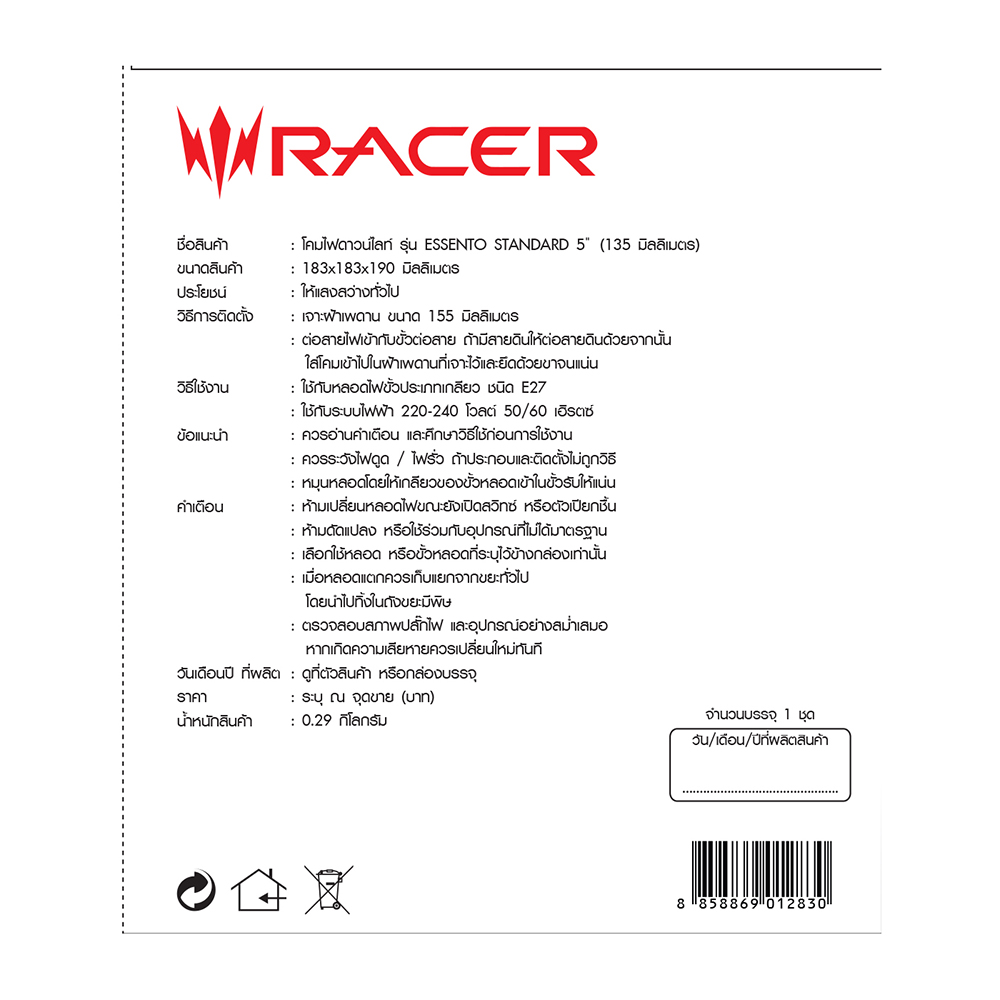 RACER
ชื่อสินค้า : โคมไฟดาวน์ไลท์ รุ่น ESSENTO STANDARD 5" (135 มิลลิเมตร)
ขนาดสินค้า : 183x183x190 มิลลิเมตร
ประโยชน์ : ให้แสงสว่างทั่วไป
วิธีการติดตั้ง : เจาะฝ้าเพดาน ขนาด 155 มิลลิเมตร
: ต่อสายไฟเข้ากับขั้วต่อสาย ถ้ามีสายดินให้ต่อสายดินด้วยจากนั้น
ใส่โคมเข้าไปในฝ้าเพดานที่เจาะไว้และยึดด้วยขาจนแน่น
วิธีใช้งาน : ใช้กับหลอดไฟขั้วประเภทเกลียว ชนิด E27
: ใช้กับระบบไฟฟ้า 220-240 โวลต์ 50/60 เฮิรตซ์
ข้อแนะนำ : ควรอ่านคำเตือน และศึกษาวิธีใช้ก่อนการใช้งาน
: ควรระวังไฟดูด / ไฟรั่ว ถ้าประกอบและติดตั้งไม่ถูกวิธี
: หมุนหลอดโดยให้เกลียวของขั้วหลอดเข้าในขั้วรับให้แน่น
คำเตือน : ห้ามเปลี่ยนหลอดไฟขณะยังเปิดสวิทซ์ หรือตัวเปียกชื้น
: ห้ามดัดแปลง หรือใช้ร่วมกับอุปกรณ์ที่ไม่ได้มาตรฐาน
: เลือกใช้หลอด หรือขั้วหลอดที่ระบุไว้ข้างกล่องเท่านั้น
: เมื่อหลอดแตกควรเก็บแยกจากขยะทั่วไป
โดยนำไปทิ้งในถังขยะมีพิษ
: ตรวจสอบสภาพปลั๊กไฟ และอุปกรณ์อย่างสม่ำเสมอ
หากเกิดความเสียหายควรเปลี่ยนใหม่ทันที
วันเดือนปี ที่ผลิต : ดูที่ตัวสินค้า หรือกล่องบรรจุ
ราคา : ระบุ ณ จุดขาย (บาท)
น้ำหนักสินค้า : 0.29 กิโลกรัม
จำนวนบรรจุ 1 ชุด
วัน/เดือน/ปีที่ผลิตสินค้า
8 858869 012830